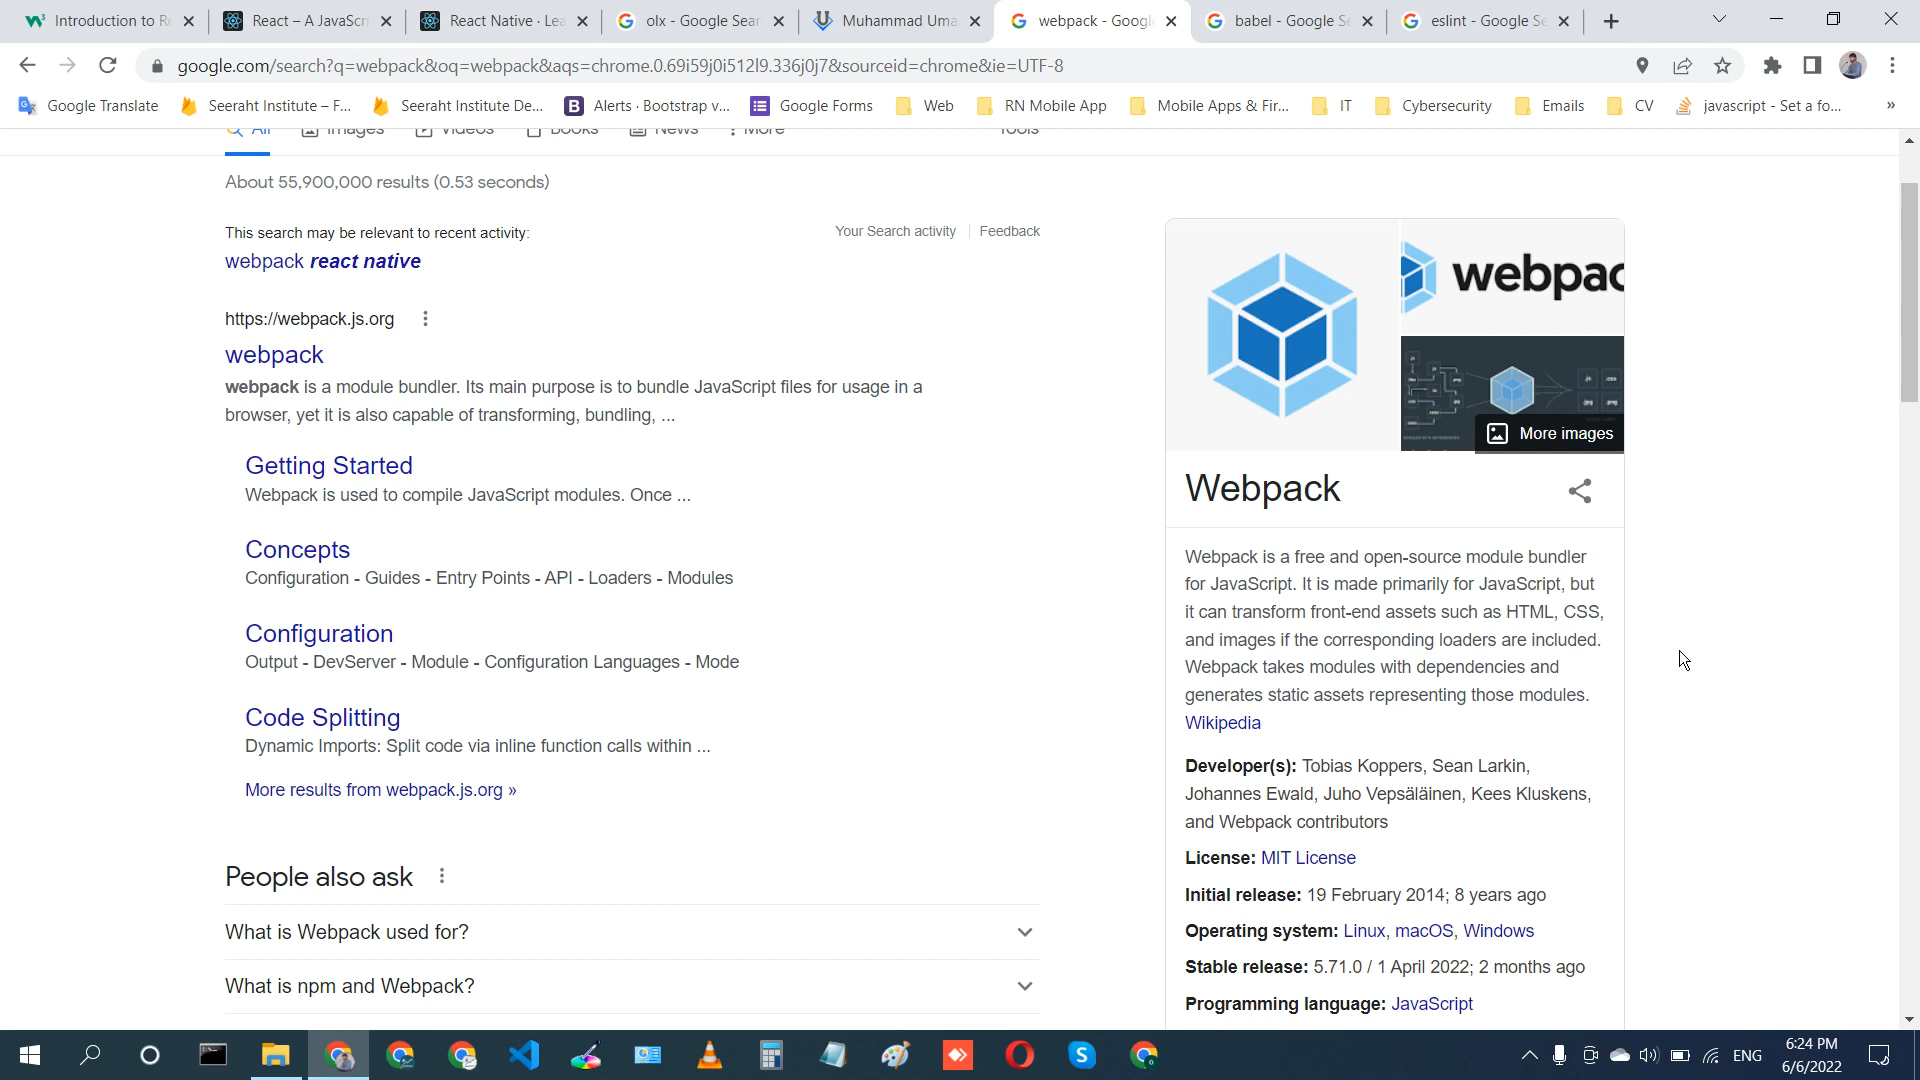 Introduction to Re
React – A JavaScri
React Native · Lea
olx - Google Sear
Muhammad Uma
webpack - Google
babel - Google Se
eslint - Google Se
google.com/search?q=webpack&oq=webpack&aqs=chrome.0.69i59j0i512l9.336j0j7&sourceid=chrome&ie=UTF-8
Google Translate
Seeraht Institute – F...
Seeraht Institute De...
Alerts · Bootstrap v...
Google Forms
Web
RN Mobile App
Mobile Apps & Fir...
IT
Cybersecurity
Emails
CV
javascript - Set a fo...
»
All
Images
Videos
Books
News
More
Tools
About 55,900,000 results (0.53 seconds)
This search may be relevant to recent activity:
Your Search activity
Feedback
webpack react native
https://webpack.js.org
webpack
webpack is a module bundler. Its main purpose is to bundle JavaScript files for usage in a
browser, yet it is also capable of transforming, bundling, ...
Getting Started
Webpack is used to compile JavaScript modules. Once ...
Concepts
Configuration - Guides - Entry Points - API - Loaders - Modules
Configuration
Output - DevServer - Module - Configuration Languages - Mode
Code Splitting
Dynamic Imports: Split code via inline function calls within ...
More results from webpack.js.org »
People also ask
What is Webpack used for?
What is npm and Webpack?
webpac
More images
Webpack
Webpack is a free and open-source module bundler
for JavaScript. It is made primarily for JavaScript, but
it can transform front-end assets such as HTML, CSS,
and images if the corresponding loaders are included.
Webpack takes modules with dependencies and
generates static assets representing those modules.
Wikipedia
Developer(s): Tobias Koppers, Sean Larkin,
Johannes Ewald, Juho Vepsäläinen, Kees Kluskens,
and Webpack contributors
License: MIT License
Initial release: 19 February 2014; 8 years ago
Operating system: Linux, macOS, Windows
Stable release: 5.71.0 / 1 April 2022; 2 months ago
Programming language: JavaScript
ENG
6:24 PM
6/6/2022